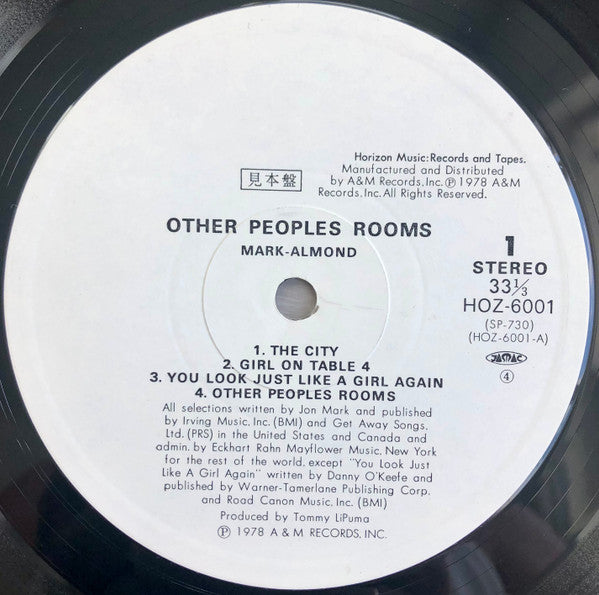 Horizon Music: Records and Tapes.
Manufactured and Distributed
by A&M Records, Inc. Ⓟ 1978 A&M
Records, Inc. All Rights Reserved.
見本盤
OTHER PEOPLES ROOMS
MARK-ALMOND
1
STEREO
33 1/3
HOZ-6001
(SP-730)
(HOZ-6001-A)
JASRAC
④
1. THE CITY
2. GIRL ON TABLE 4
3. YOU LOOK JUST LIKE A GIRL AGAIN
4. OTHER PEOPLES ROOMS
All selections written by Jon Mark and published
by Irving Music. Inc. (BMI) and Get Away Songs.
Ltd. (PRS) in the United States and Canada and
admin. by Eckhart Rahn Mayflower Music, New York
for the rest of the world, except "You Look Just
Like A Girl Again" written by Danny O'Keefe and
published by Warner-Tamerlane Publishing Corp.
and Road Canon Music. Inc. (BMI)
Produced by Tommy LiPuma
Ⓟ 1978 A & M RECORDS, INC.